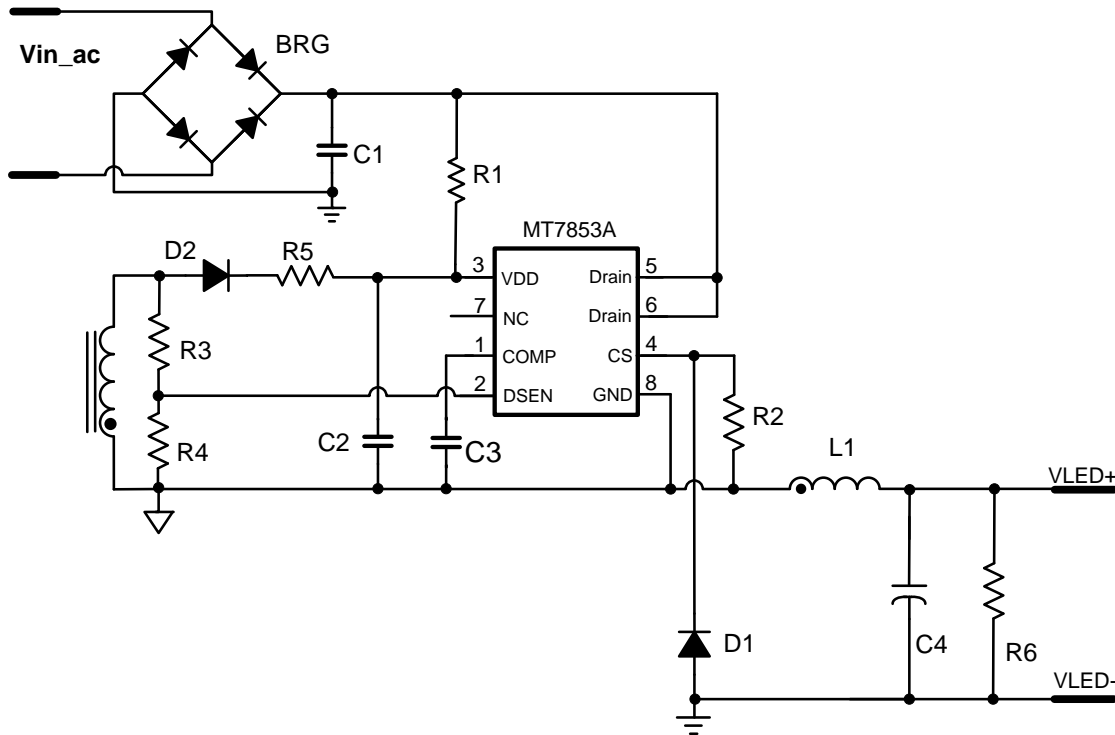 Vin_ac
BRG
C1
R1
MT7853A
D2
R5
3
VDD
Drain
5
7
NC
Drain
6
R3
1
COMP
CS
4
2
DSEN
GND
8
R4
C2
C3
R2
L1
VLED+
D1
C4
R6
VLED-